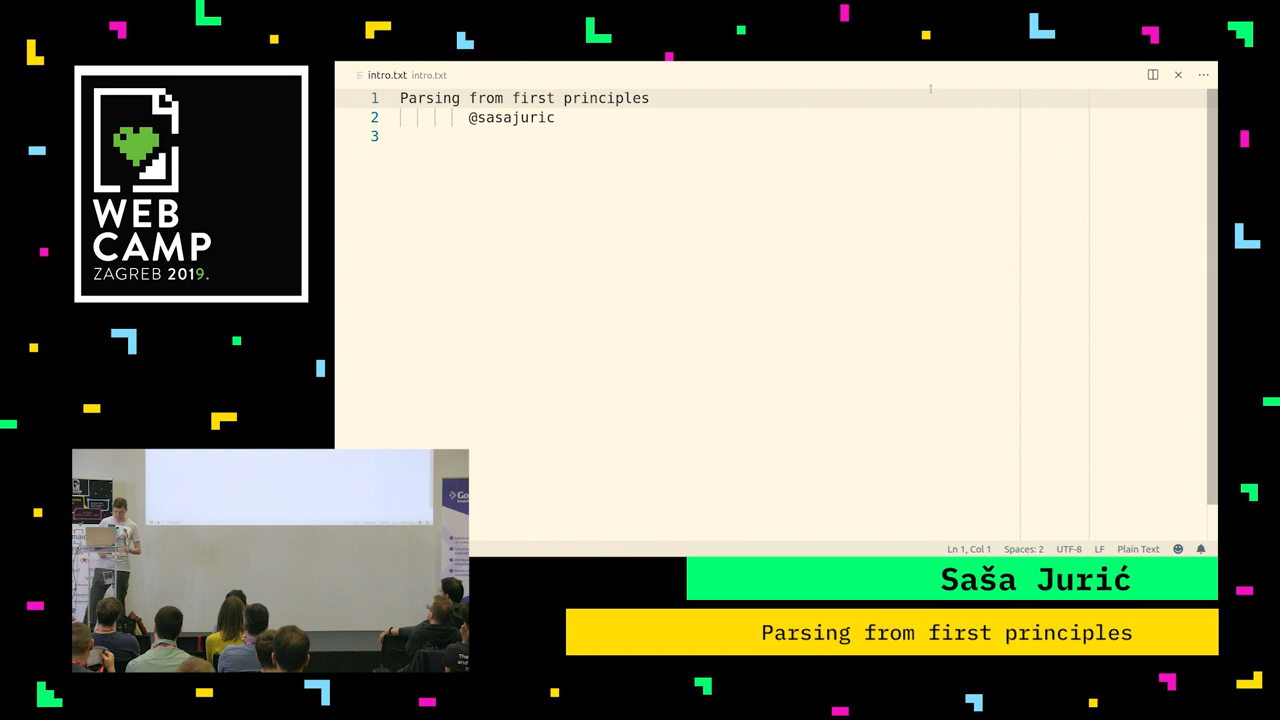 WEB
CAMP
ZAGREB 2019.
intro.txt intro.txt
1 Parsing from first principles
2 @sasajuric
3
Ln 1, Col 1 Spaces: 2 UTF-8 LF Plain Text
Go
Saša Jurić
Parsing from first principles